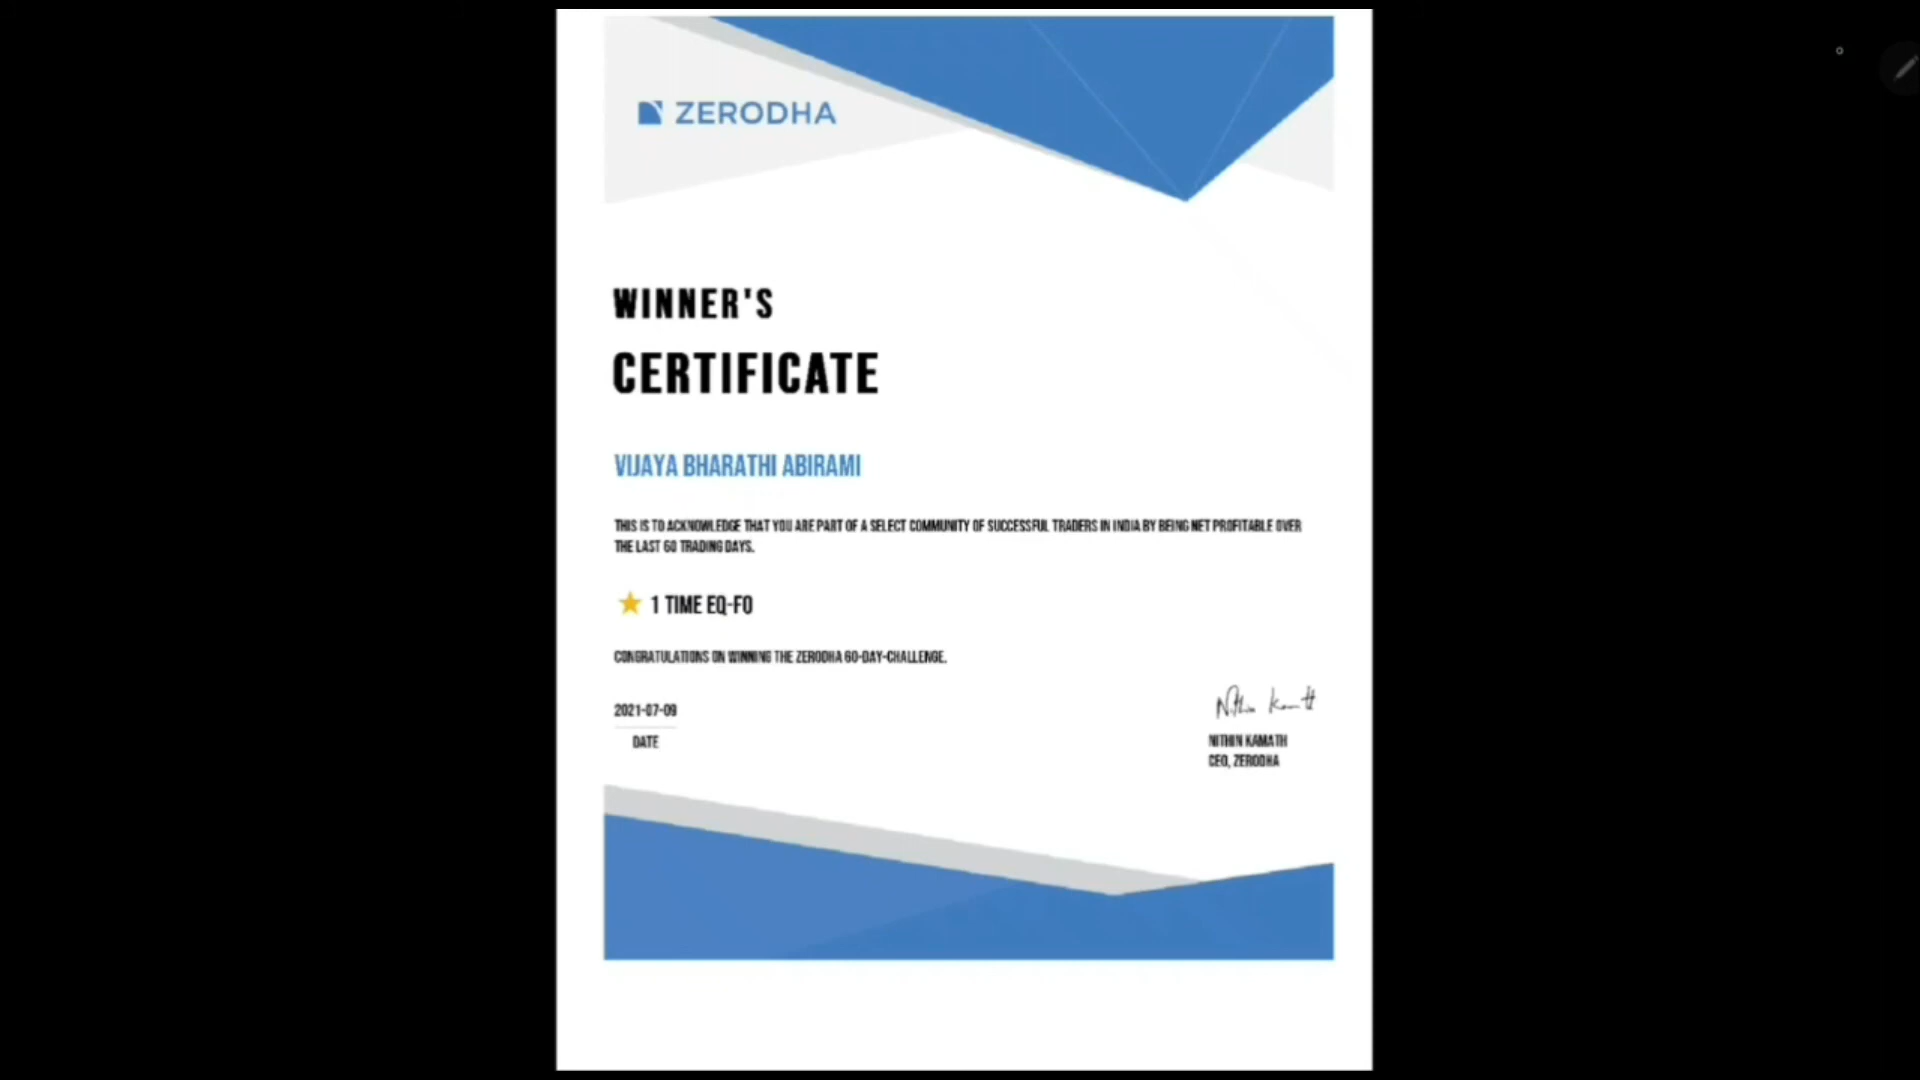 ZERODHA
WINNER'S
CERTIFICATE
VIJAYA BHARATHI ABIRAMI
THIS IS TO ACKNOWLEDGE THAT YOU ARE PART OF A SELECT COMMUNITY OF SUCCESSFUL TRADERS IN INDIA BY BEING NET PROFITABLE OVER
THE LAST 60 TRADING DAYS.
1 TIME EQ-FO
CONGRATULATIONS ON WINNING THE ZERODHA 60-DAY-CHALLENGE.
2021-07-09
DATE
Nithin Kamath
NITHIN KAMATH
CEO, ZERODHA